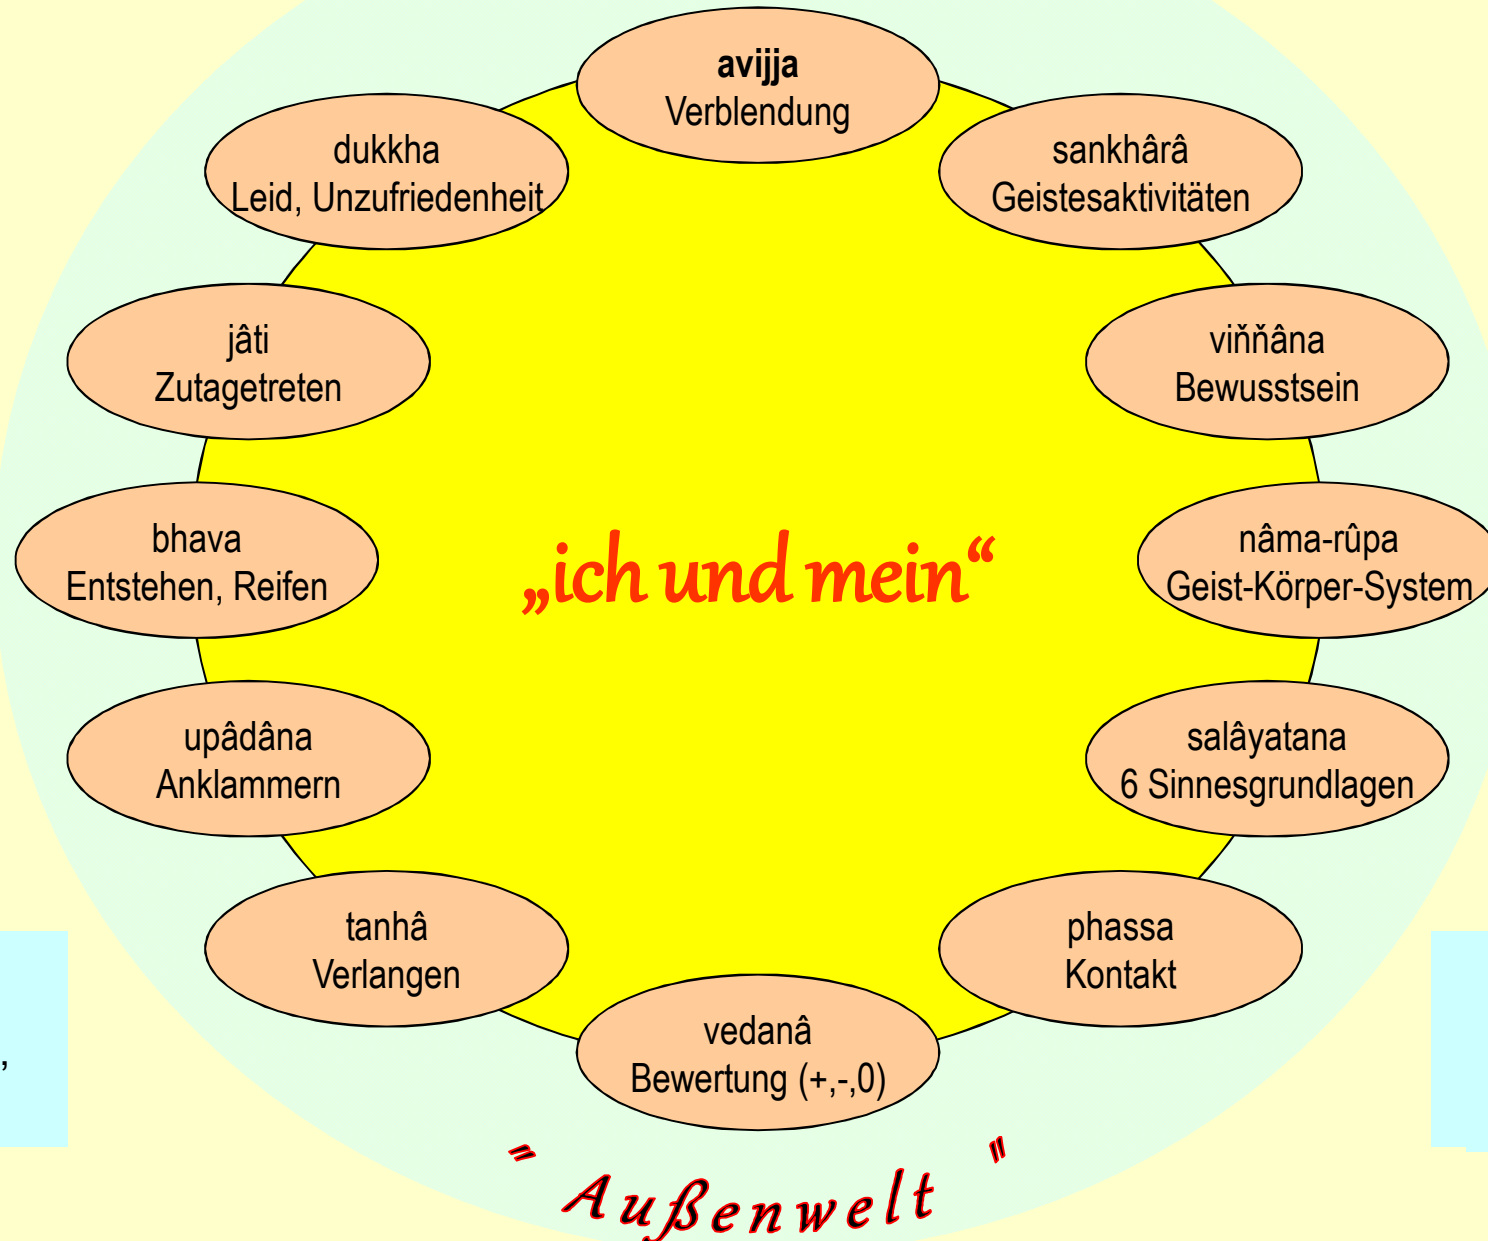 avijja
Verblendung
sankhârâ
Geistesaktivitäten
viňňâna
Bewusstsein
nâma-rûpa
Geist-Körper-System
salâyatana
6 Sinnesgrundlagen
phassa
Kontakt
vedanâ
Bewertung (+,-,0)
tanhâ
Verlangen
upâdâna
Anklammern
bhava
Entstehen, Reifen
jâti
Zutagetreten
dukkha
Leid, Unzufriedenheit
„ich und mein“
,
" Außenwelt "